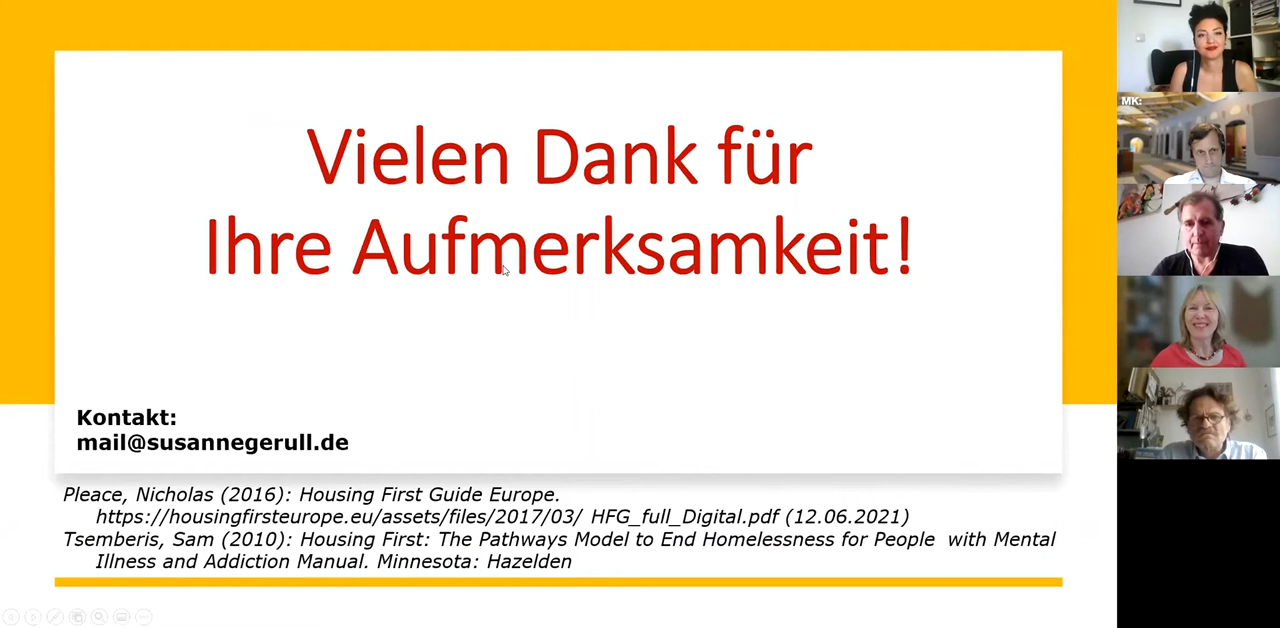 Vielen Dank für
Ihre Aufmerksamkeit!
Kontakt:
mail@susannegerull.de
Pleace, Nicholas (2016): Housing First Guide Europe.
https://housingfirsteurope.eu/assets/files/2017/03/ HFG_full_Digital.pdf (12.06.2021)
Tsemberis, Sam (2010): Housing First: The Pathways Model to End Homelessness for People with Mental
Illness and Addiction Manual. Minnesota: Hazelden
MK: